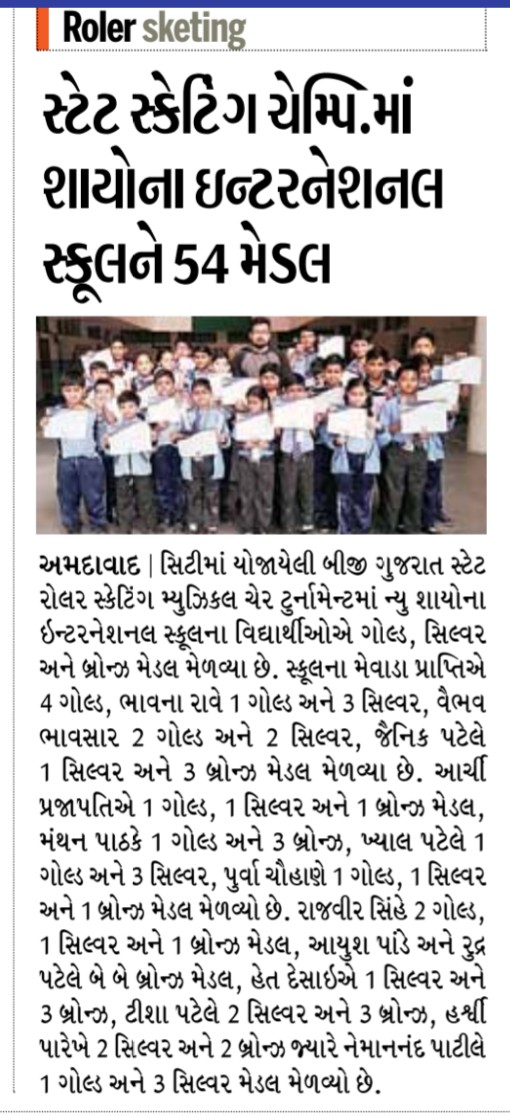 Roler sketing
સ્ટેટ સ્કેટિંગ ચેમ્પિ.માં
શાયોના ઇન્ટરનેશનલ
સ્કૂલને 54 મેડલ
અમદાવાદ | સિટીમાં યોજાયેલી બીજી ગુજરાત સ્ટેટ
રોલર સ્કેટિંગ મ્યુઝિકલ ચેર ટુર્નામેન્ટમાં ન્યુ શાયોના
ઇન્ટરનેશનલ સ્કૂલના વિદ્યાર્થીઓએ ગોલ્ડ, સિલ્વર
અને બ્રોન્ઝ મેડલ મેળવ્યા છે. સ્કૂલના મેવાડા પ્રાપ્તિએ
4 ગોલ્ડ, ભાવના રાવે 1 ગોલ્ડ અને 3 સિલ્વર, વૈભવ
ભાવસાર 2 ગોલ્ડ અને 2 સિલ્વર, જૈનિક પટેલે
1 સિલ્વર અને 3 બ્રોન્ઝ મેડલ મેળવ્યા છે. આર્ચી
પ્રજાપતિએ 1 ગોલ્ડ, 1 સિલ્વર અને 1 બ્રોન્ઝ મેડલ,
મંથન પાઠકે 1 ગોલ્ડ અને 3 બ્રોન્ઝ, ખ્યાલ પટેલે 1
ગોલ્ડ અને 3 સિલ્વર, પુર્વા ચૌહાણે 1 ગોલ્ડ, 1 સિલ્વર
અને 1 બ્રોન્ઝ મેડલ મેળવ્યો છે. રાજવીર સિંહે 2 ગોલ્ડ,
1 સિલ્વર અને 1 બ્રોન્ઝ મેડલ, આયુશ પાંડે અને રુદ્ર
પટેલે બે બે બ્રોન્ઝ મેડલ, હેત દેસાઇએ 1 સિલ્વર અને
3 બ્રોન્ઝ, ટીશા પટેલે 2 સિલ્વર અને 3 બ્રોન્ઝ, હર્શ્વી
પારેખે 2 સિલ્વર અને 2 બ્રોન્ઝ જ્યારે નેમાનનંદ પાટીલે
1 ગોલ્ડ અને 3 સિલ્વર મેડલ મેળવ્યો છે.